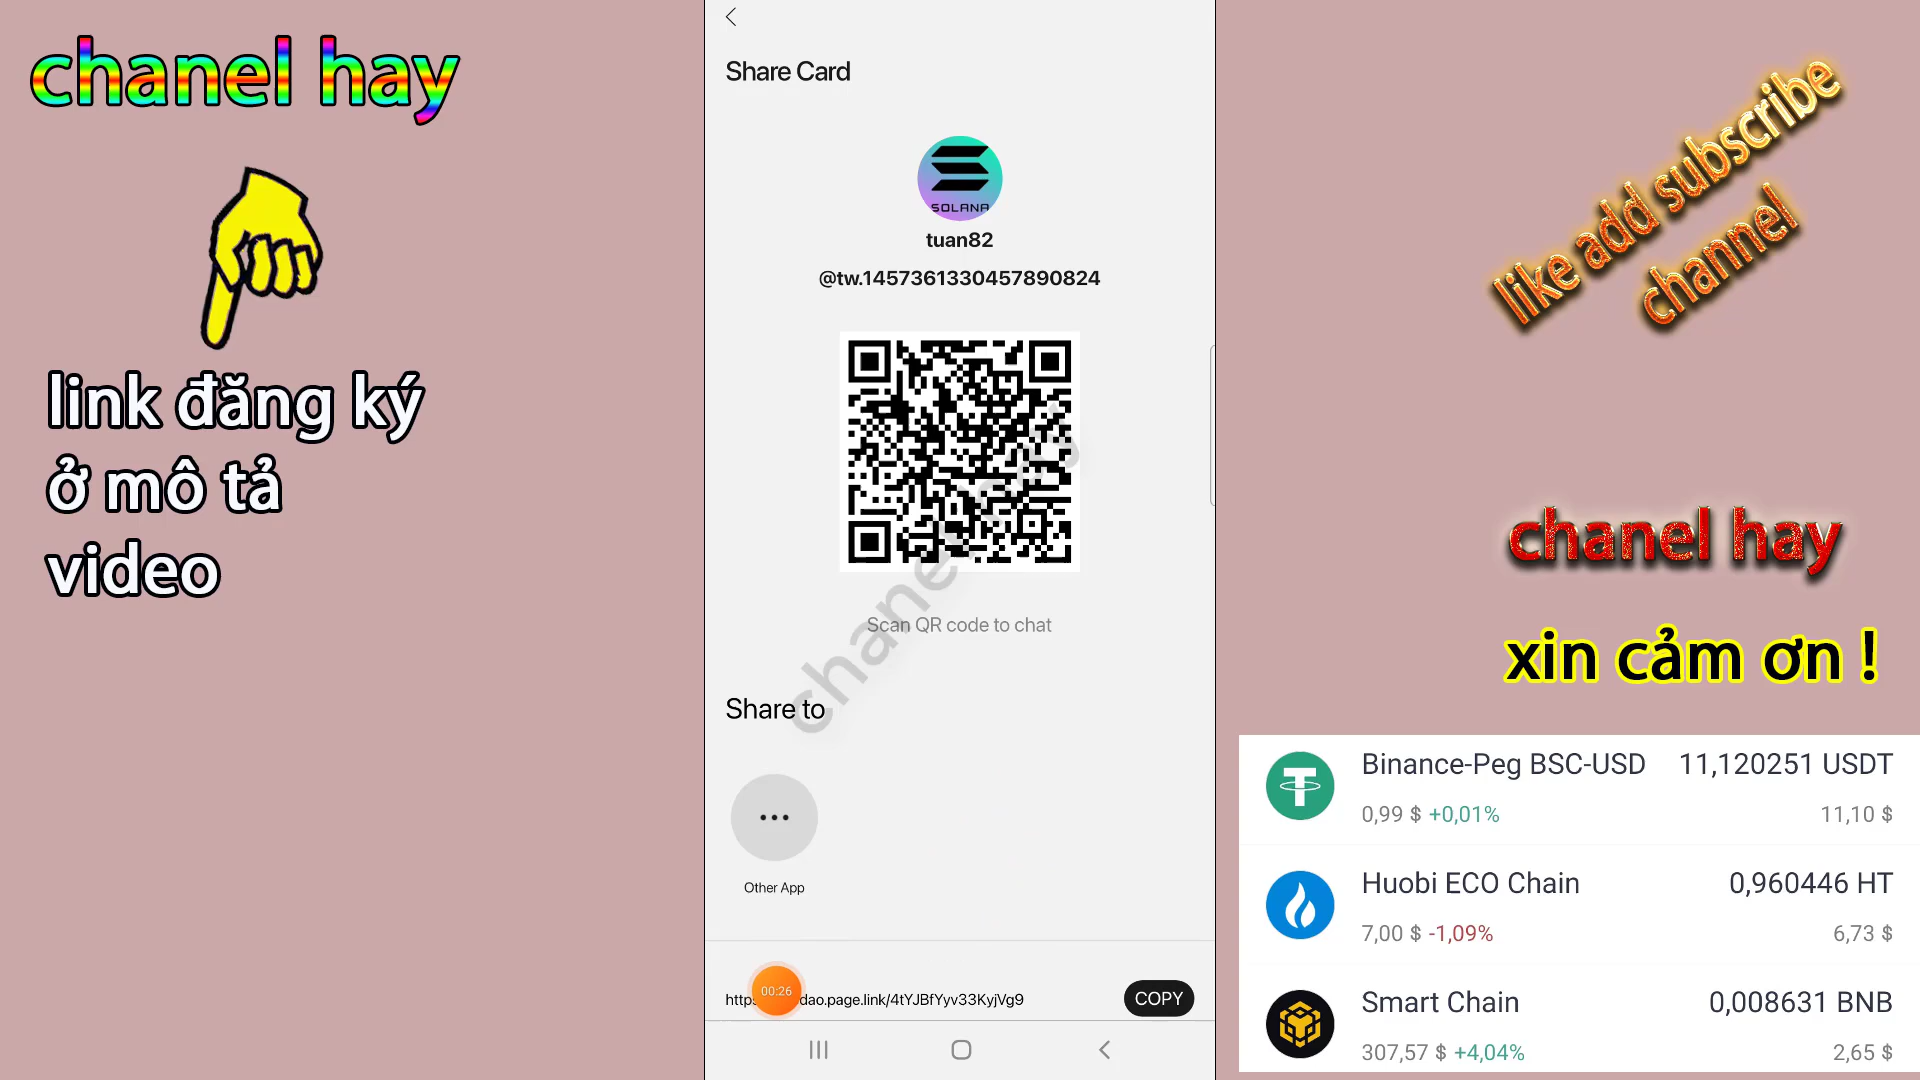 chanel hay
link đăng ký
ở mô tả
video
Share Card
SOLANA
tuan82
@tw.1457361330457890824
chanel hay
Scan QR code to chat
Share to
Other App
00:26
dao.page.link/4tYJBfYyv33KyjVg9
COPY
like add subscribe
channel
chanel hay
xin cảm ơn !
Binance-Peg BSC-USD 11,120251 USDT
0,99 $ +0,01% 11,10 $
Huobi ECO Chain 0,960446 HT
7,00 $ -1,09% 6,73 $
Smart Chain 0,008631 BNB
307,57 $ +4,04% 2,65 $